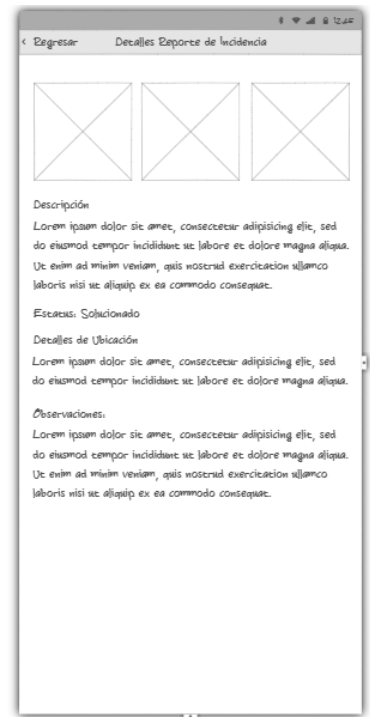 12:45
< Regresar Detalles Reporte de Incidencia
Descripción
Lorem ipsum dolor sit amet, consectetur adipisicing elit, sed
do eiusmod tempor incididunt ut labore et dolore magna aliqua.
Ut enim ad minim veniam, quis nostrud exercitation ullamco
laboris nisi ut aliquip ex ea commodo consequat.
Estatus: Solucionado
Detalles de Ubicación
Lorem ipsum dolor sit amet, consectetur adipisicing elit, sed
do eiusmod tempor incididunt ut labore et dolore magna aliqua.
Observaciones:
Lorem ipsum dolor sit amet, consectetur adipisicing elit, sed
do eiusmod tempor incididunt ut labore et dolore magna aliqua.
Ut enim ad minim veniam, quis nostrud exercitation ullamco
laboris nisi ut aliquip ex ea commodo consequat.